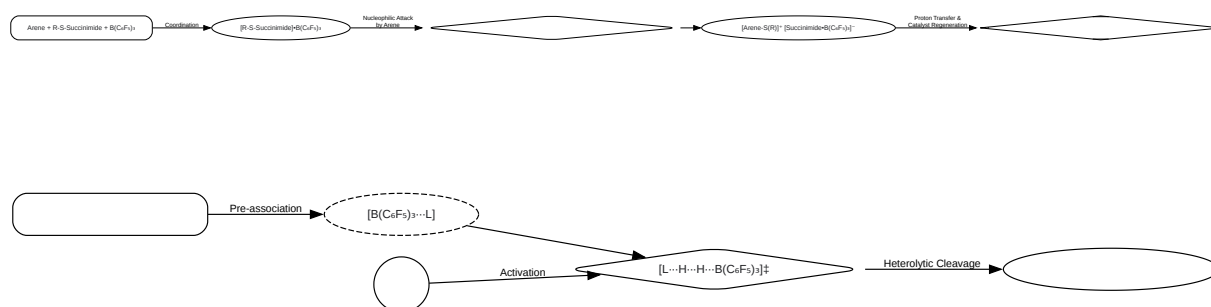 Arene + R-S-Succinimide + B(C₆F₅)₃
Coordination
[R-S-Succinimide]•B(C₆F₅)₃
Nucleophilic Attack
by Arene
[Arene-S(R)]⁺ [Succinimide•B(C₆F₅)₃]⁻
Proton Transfer &
Catalyst Regeneration
Pre-association
[B(C₆F₅)₃···L]
Activation
[L···H···H···B(C₆F₅)₃]‡
Heterolytic Cleavage